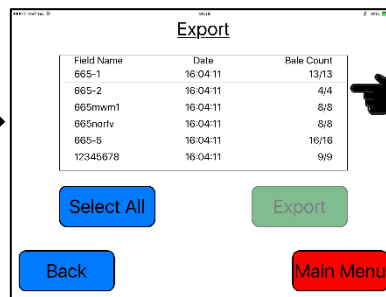 Export
Field Name Date Bale Count
665-1 16:04:11 13/13
665-2 16:04:11 4/4
665mwm1 16:04:11 8/8
665norfv 16:04:11 8/8
665-5 16:04:11 16/16
12345678 16:04:11 9/9
Select All Export
Back Main Menu